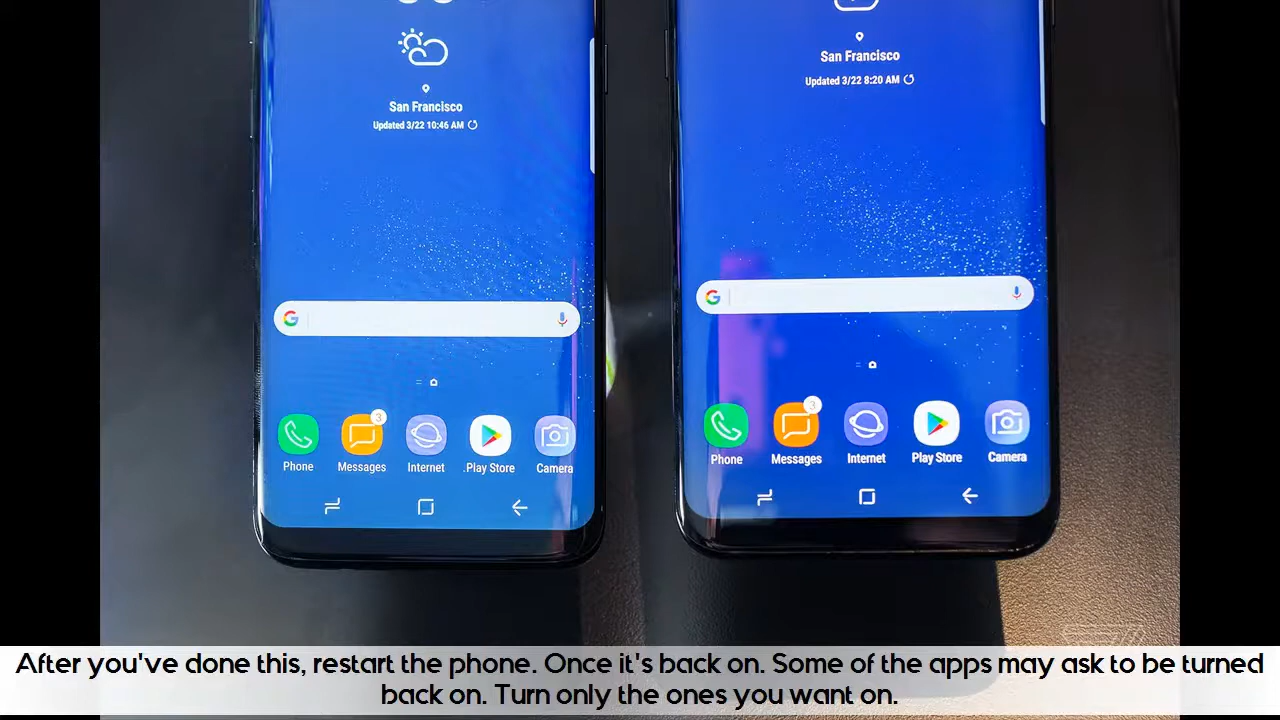 San Francisco
Updated 3/22 10:46 AM
3
Phone
Messages
Internet
Play Store
Camera
San Francisco
Updated 3/22 8:20 AM
3
Phone
Messages
Internet
Play Store
Camera
After you've done this, restart the phone. Once it's back on. Some of the apps may ask to be turned
back on. Turn only the ones you want on.